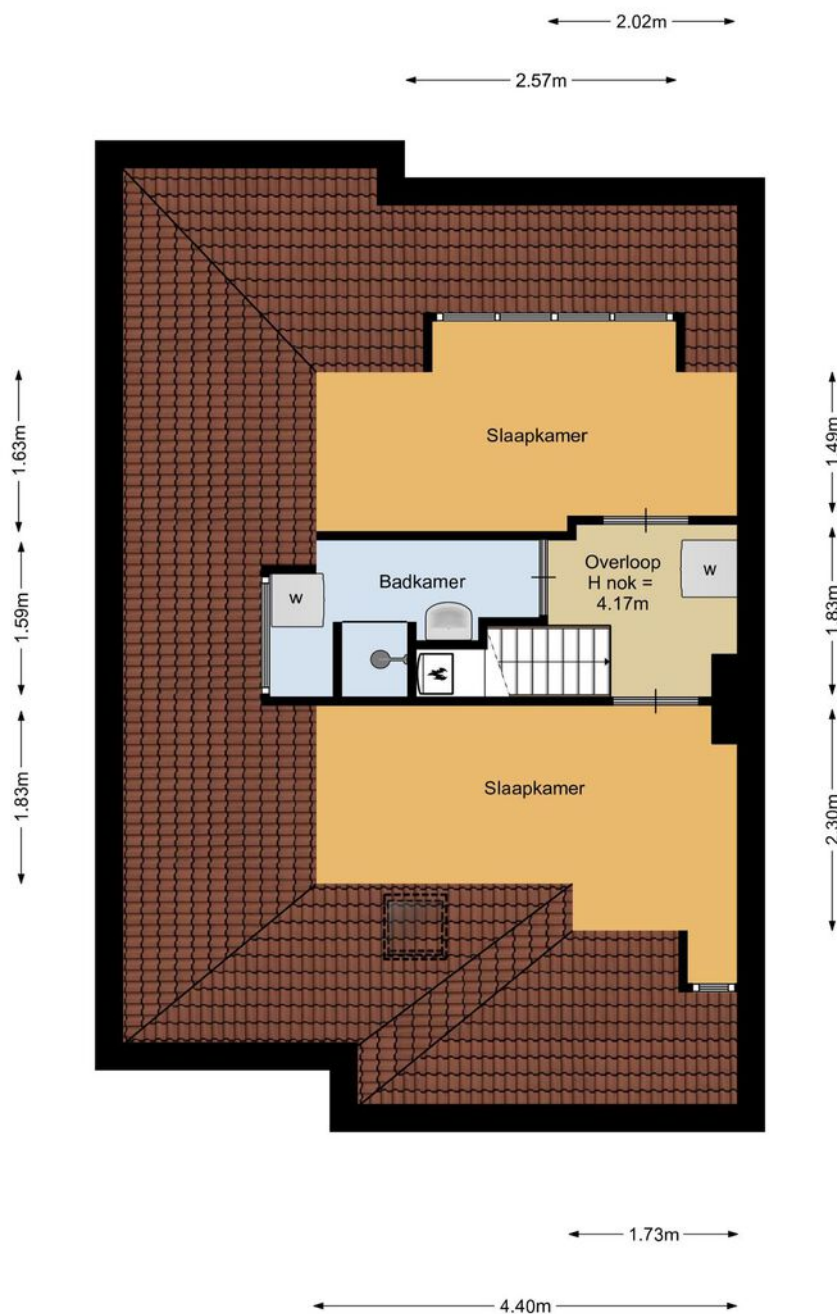 2.02m
2.57m
Slaapkamer
1.63m
1.49m
Badkamer
Overloop
H nok =
4.17m
W
W
1.59m
1.83m
Slaapkamer
1.83m
2.30m
1.73m
4.40m